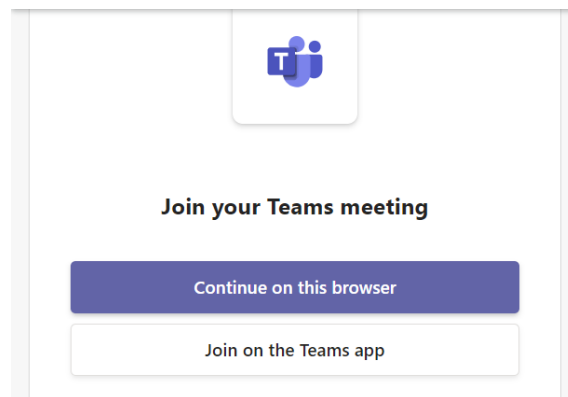 T
Join your Teams meeting
Continue on this browser
Join on the Teams app